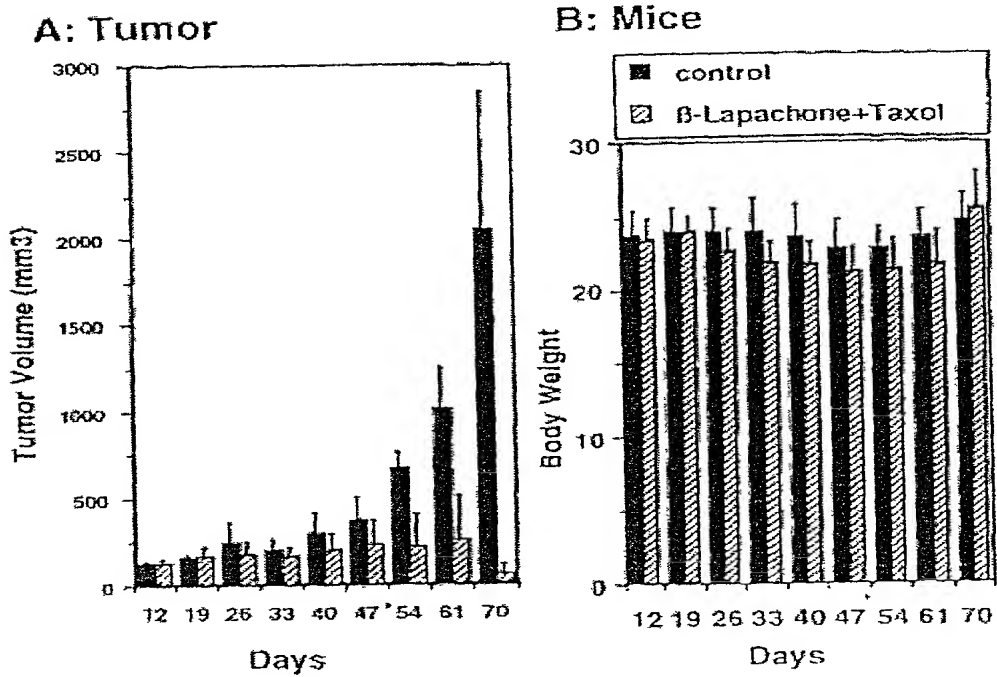 A: Tumor
3000
2500
2000
1500
1000
500
0
Tumor Volume (mm3)
12 19 26 33 40 47 54 61 70
Days
B: Mice
control
β-Lapachone+Taxol
30
20
10
0
Body Weight
12 19 26 33 40 47 54 61 70
Days